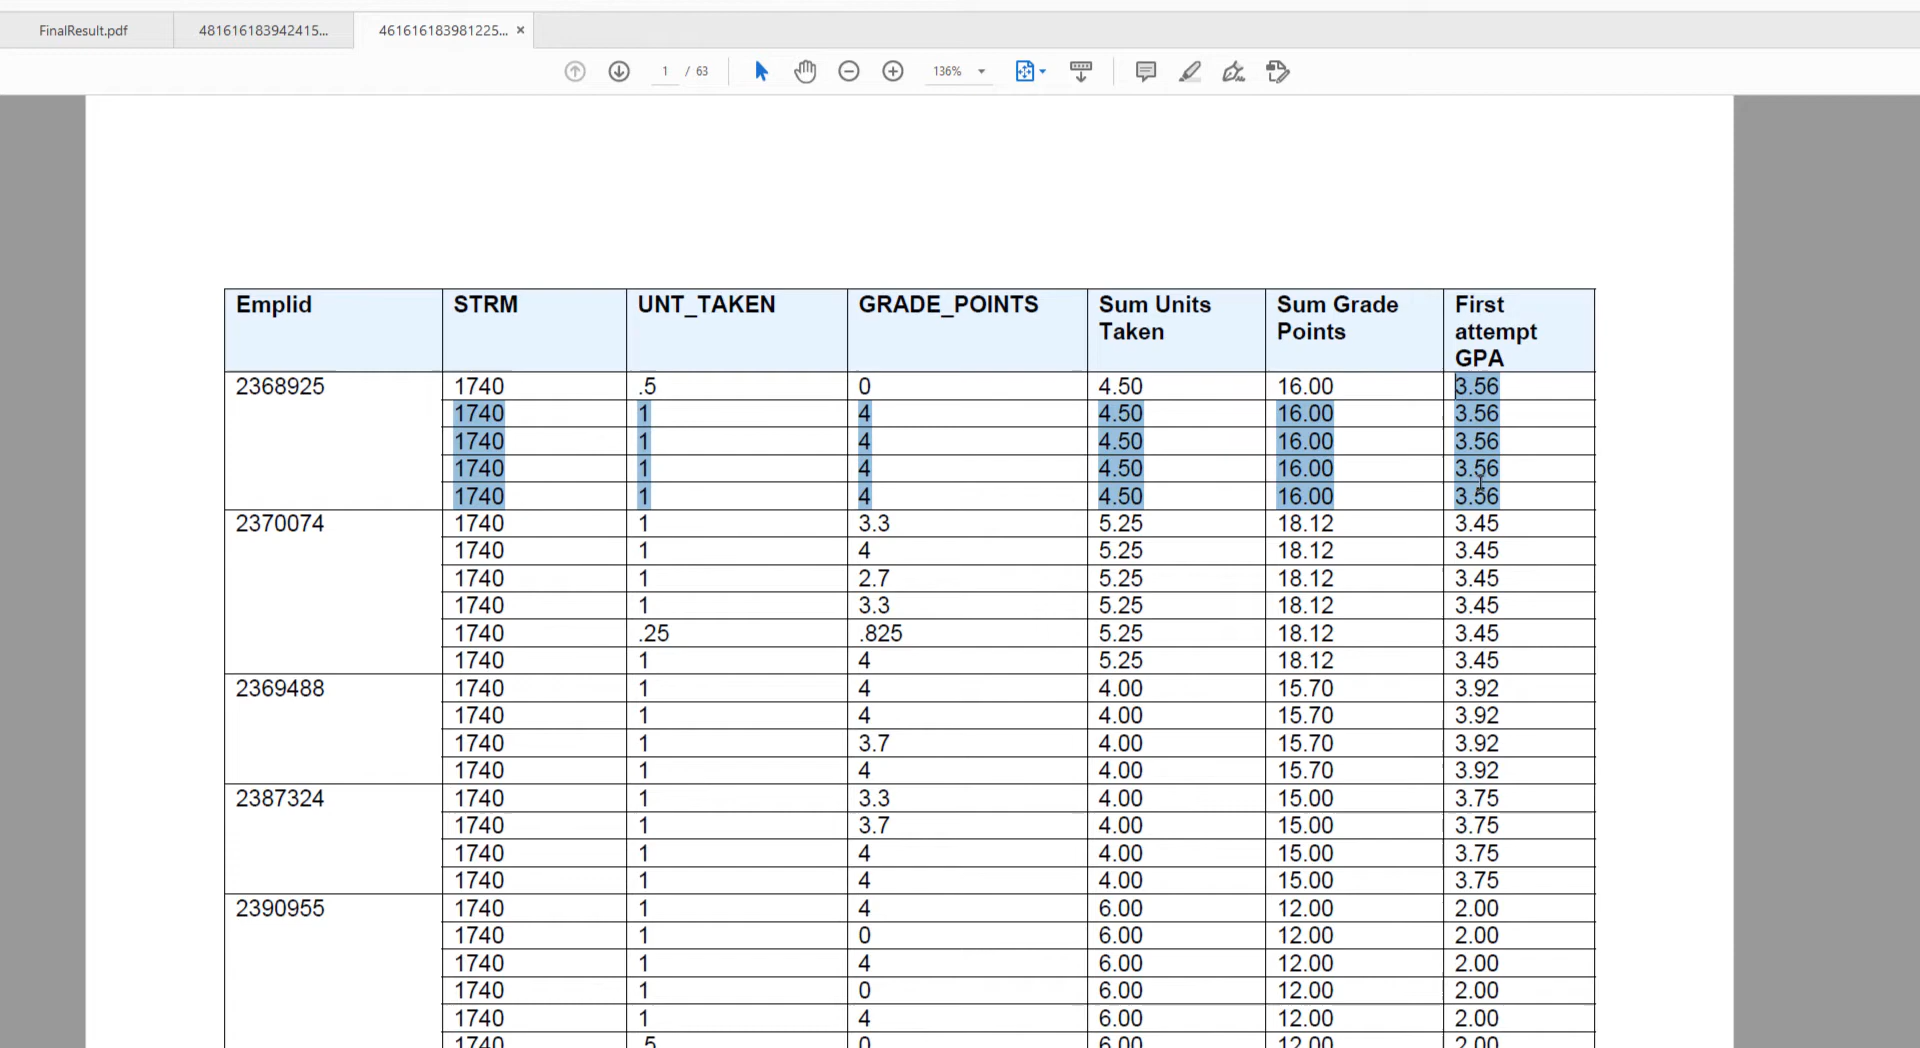 FinalResult.pdf 481616183942415... 461616183981225... ×
1 / 63 136%
Emplid STRM UNT_TAKEN GRADE_POINTS Sum Units Taken Sum Grade Points First attempt GPA
2368925 1740 .5 0 4.50 16.00 3.56
1740 1 4 4.50 16.00 3.56
1740 1 4 4.50 16.00 3.56
1740 1 4 4.50 16.00 3.56
1740 1 4 4.50 16.00 3.56
2370074 1740 1 3.3 5.25 18.12 3.45
1740 1 4 5.25 18.12 3.45
1740 1 2.7 5.25 18.12 3.45
1740 1 3.3 5.25 18.12 3.45
1740 .25 .825 5.25 18.12 3.45
1740 1 4 5.25 18.12 3.45
2369488 1740 1 4 4.00 15.70 3.92
1740 1 4 4.00 15.70 3.92
1740 1 3.7 4.00 15.70 3.92
1740 1 4 4.00 15.70 3.92
2387324 1740 1 3.3 4.00 15.00 3.75
1740 1 3.7 4.00 15.00 3.75
1740 1 4 4.00 15.00 3.75
1740 1 4 4.00 15.00 3.75
2390955 1740 1 4 6.00 12.00 2.00
1740 1 0 6.00 12.00 2.00
1740 1 4 6.00 12.00 2.00
1740 1 0 6.00 12.00 2.00
1740 1 4 6.00 12.00 2.00
1740 .5 0 6.00 12.00 2.00